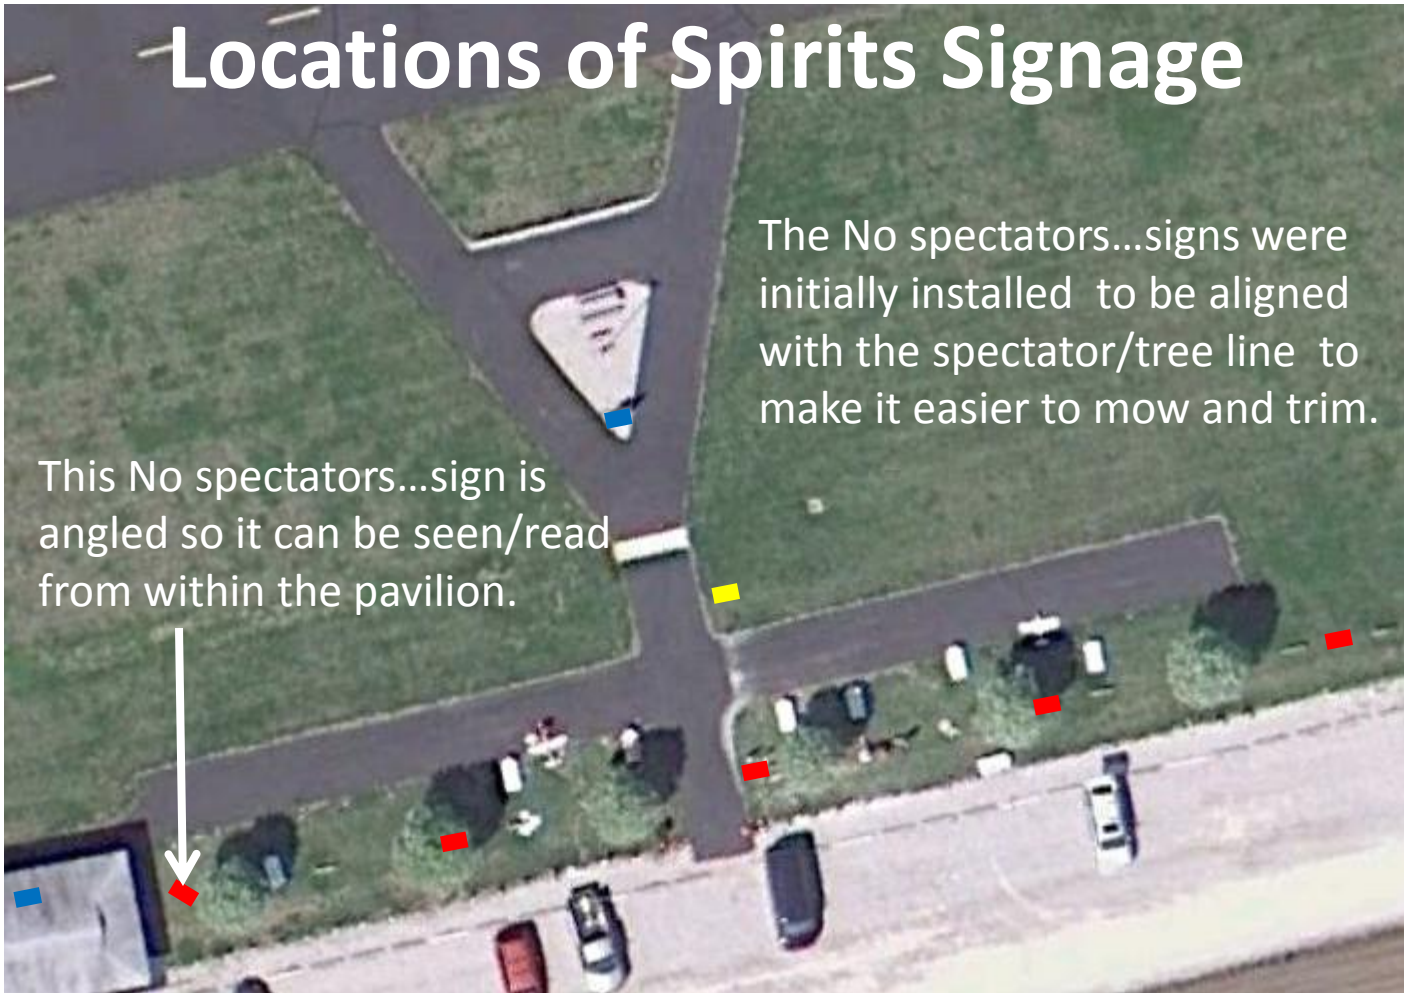 Locations of Spirits Signage
The No spectators…signs were
initially installed  to be aligned
with the spectator/tree line  to
make it easier to mow and trim.
This No spectators…sign is
angled so it can be seen/read
from within the pavilion.